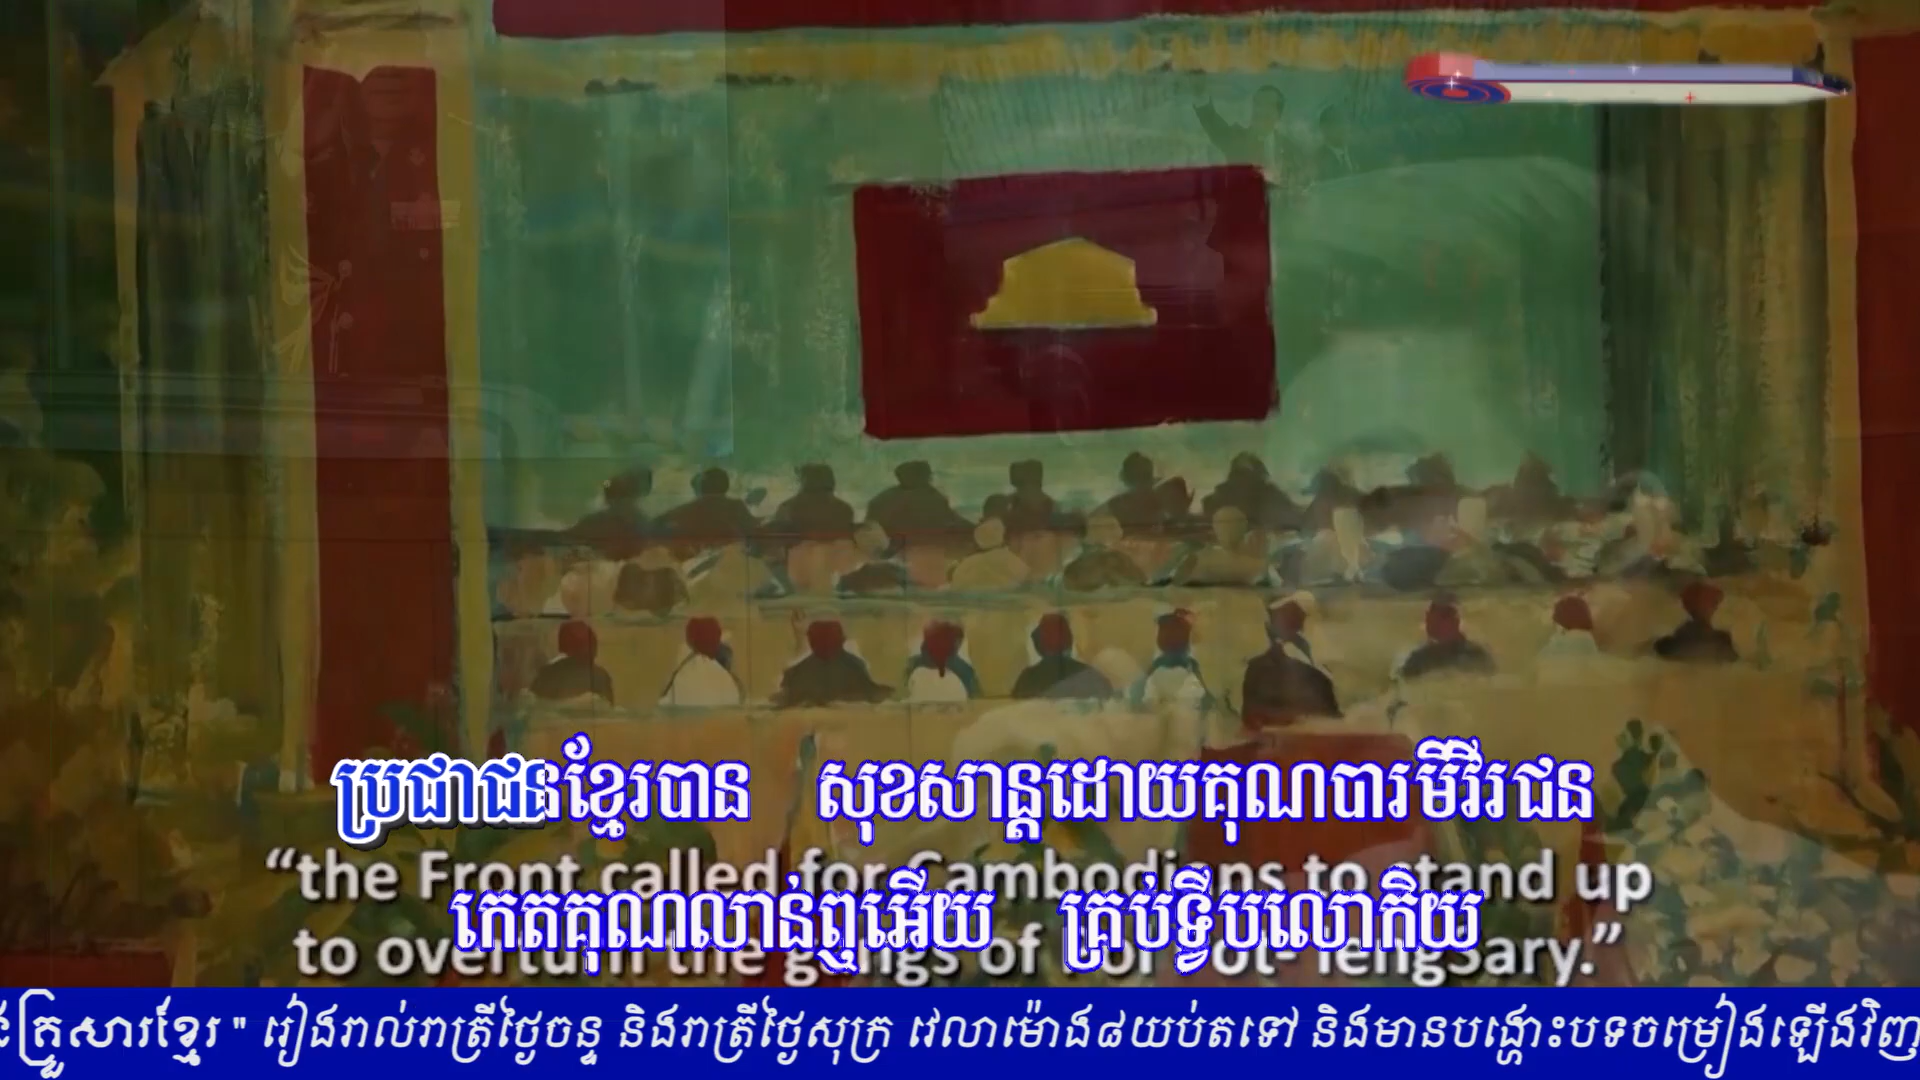 ប្រជាជនខ្មែរបាន សុខសាន្តដោយគុណបារមីវីរជន
“the Front called for Cambodians to stand up
កេតគុណលាន់ឮអើយ គ្រប់ទ្វីបលោកិយ
to overturn the gangs of Pol Pot- IengSary.”
គ្រួសារខ្មែរ " រៀងរាល់រាត្រីថ្ងៃចន្ទ និងរាត្រីថ្ងៃសុក្រ វេលាម៉ោង៨យប់តទៅ និងមានបង្ហោះបទចម្រៀងឡើងវិញ